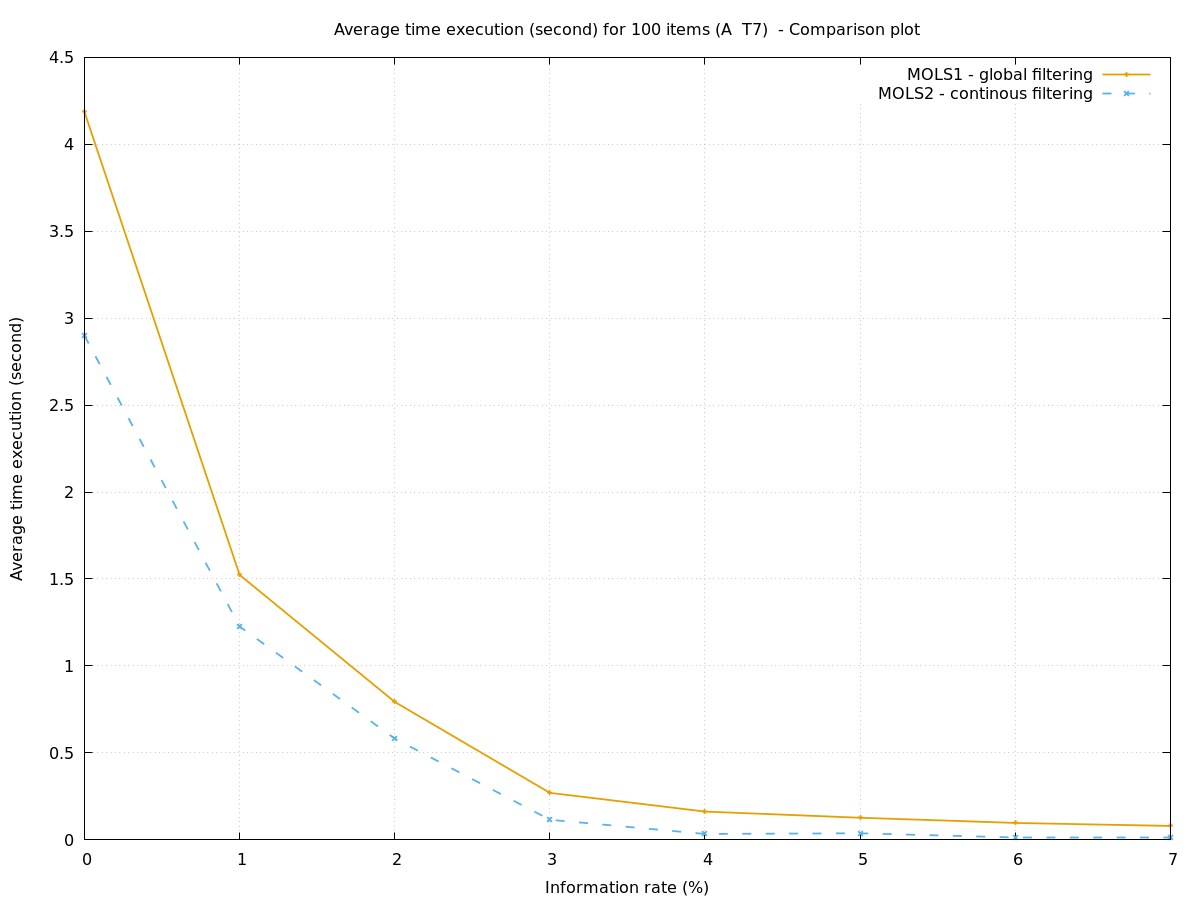 Average time execution (second) for 100 items (A  T7)  - Comparison plot
MOLS1 - global filtering
MOLS2 - continous filtering
Average time execution (second)
4.5
4
3.5
3
2.5
2
1.5
1
0.5
0
0 1 2 3 4 5 6 7
Information rate (%)